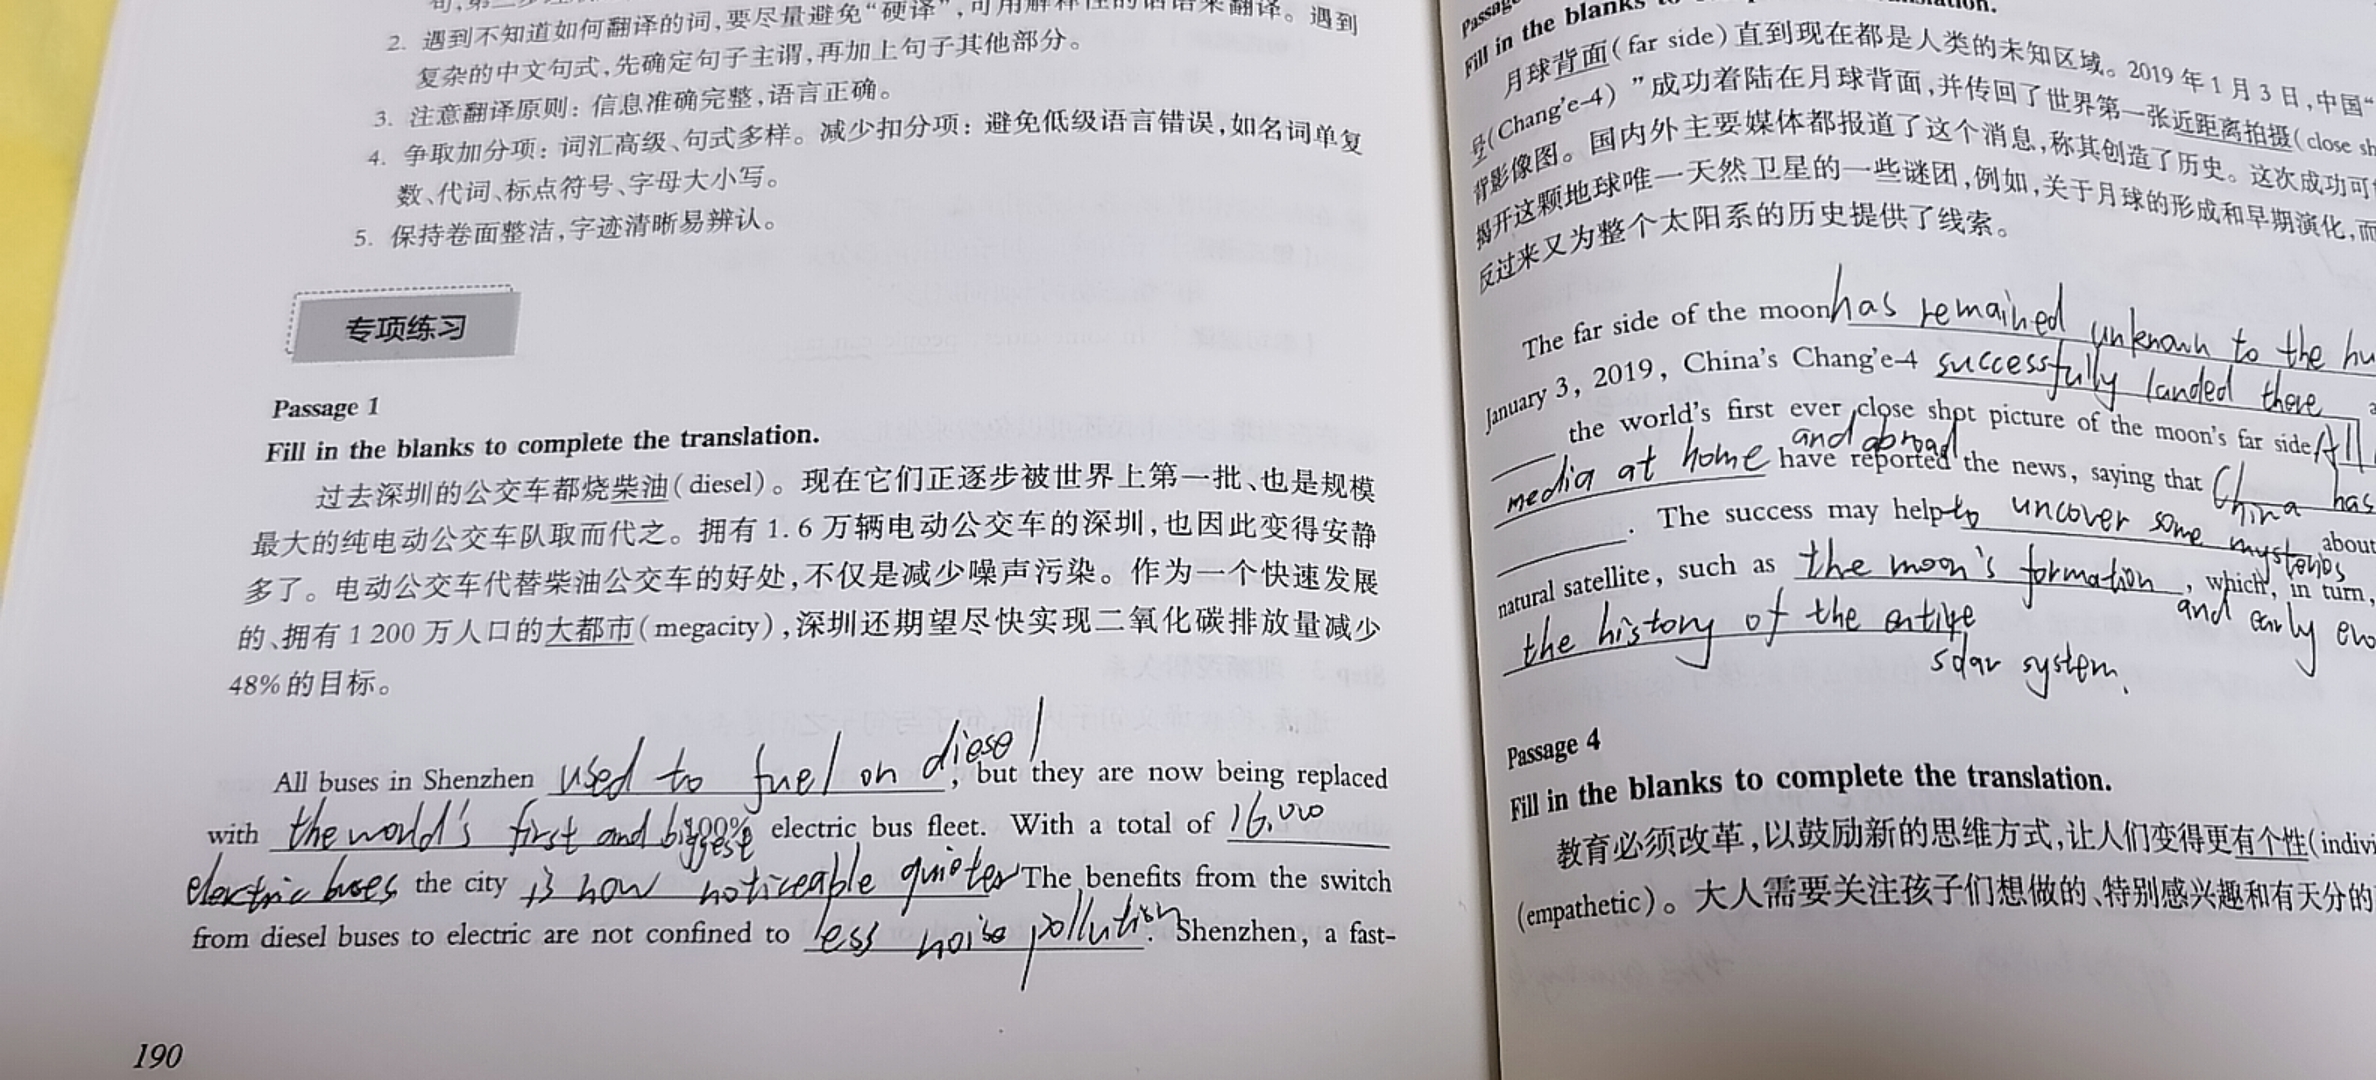 2. 遇到不知道如何翻译的词,要尽量避免“硬译”,可用解释性的话语来翻译。遇到
复杂的中文句式,先确定句子主谓,再加上句子其他部分。
3. 注意翻译原则:信息准确完整,语言正确。
4. 争取加分项:词汇高级、句式多样。减少扣分项:避免低级语言错误,如名词单复
数、代词、标点符号、字母大小写。
5. 保持卷面整洁,字迹清晰易辨认。
专项练习
Passage 1
Fill in the blanks to complete the translation.
过去深圳的公交车都烧柴油(diesel)。现在它们正逐步被世界上第一批、也是规模
最大的纯电动公交车队取而代之。拥有 1.6 万辆电动公交车的深圳,也因此变得安静
多了。电动公交车代替柴油公交车的好处,不仅是减少噪声污染。作为一个快速发展
的、拥有 1 200 万人口的大都市(megacity),深圳还期望尽快实现二氧化碳排放量减少
48%的目标。
All buses in Shenzhen used to fuel on diesel, but they are now being replaced
with the world's first and biggest 100% electric bus fleet. With a total of 16,000
electric buses the city is now noticeable quieter The benefits from the switch
from diesel buses to electric are not confined to less noise pollution. Shenzhen, a fast-
190
Passage
Fill in the blanks
月球背面(far side)直到现在都是人类的未知区域。2019 年 1 月 3 日,中国“
号(Chang'e-4)”成功着陆在月球背面,并传回了世界第一张近距离拍摄(close sh
背影像图。国内外主要媒体都报道了这个消息,称其创造了历史。这次成功可
揭开这颗地球唯一天然卫星的一些谜团,例如,关于月球的形成和早期演化,而
反过来又为整个太阳系的历史提供了线索。
The far side of the moon has remained unknown to the hu
January 3, 2019, China's Chang'e-4 successfully landed there
the world's first ever close shot picture of the moon's far side All
media at home and abroad have reported the news, saying that China has
. The success may help to uncover some mysteries about
natural satellite, such as the moon's formation and early evo, which, in turn,
the history of the entire solar system.
Passage 4
Fill in the blanks to complete the translation.
教育必须改革,以鼓励新的思维方式,让人们变得更有个性(indivi
(empathetic)。大人需要关注孩子们想做的、特别感兴趣和有天分的